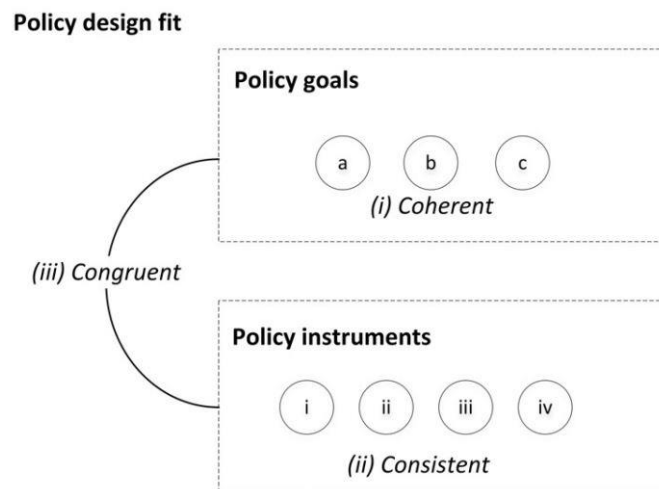 Policy design fit
Policy goals
a b c
(i) Coherent
(iii) Congruent
Policy instruments
i ii iii iv
(ii) Consistent